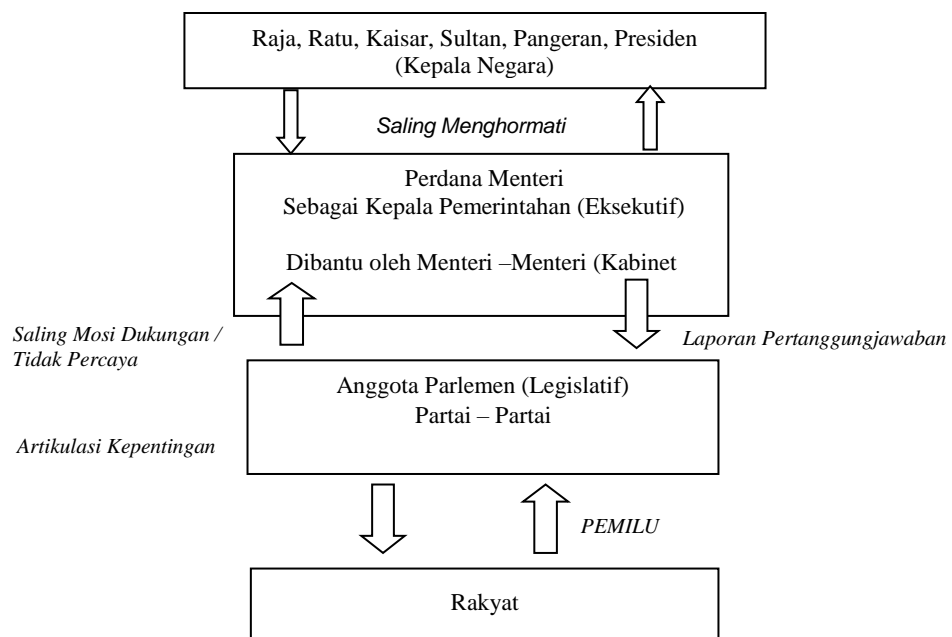 Raja, Ratu, Kaisar, Sultan, Pangeran, Presiden
(Kepala Negara)
Saling Menghormati
Perdana Menteri
Sebagai Kepala Pemerintahan (Eksekutif)
Dibantu oleh Menteri –Menteri (Kabinet
Saling Mosi Dukungan /
Tidak Percaya
Laporan Pertanggungjawaban
Anggota Parlemen (Legislatif)
Partai – Partai
Artikulasi Kepentingan
PEMILU
Rakyat